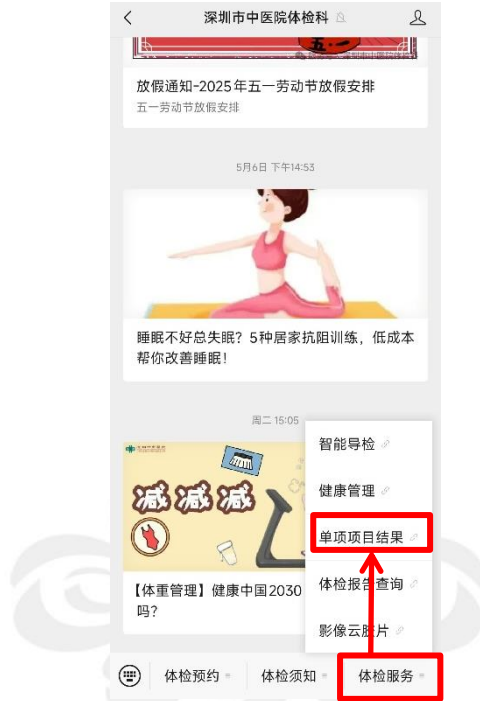 深圳市中医院体检科
五一
放假通知-2025年五一劳动节放假安排
五一劳动节放假安排
5月6日 下午14:53
睡眠不好总失眠？5种居家抗阻训练，低成本
帮你改善睡眠！
周二 15:05
减 减 减
【体重管理】健康中国2030
吗？
智能导检
健康管理
单项项目结果
体检报告查询
影像云胶片
体检预约
体检须知
体检服务